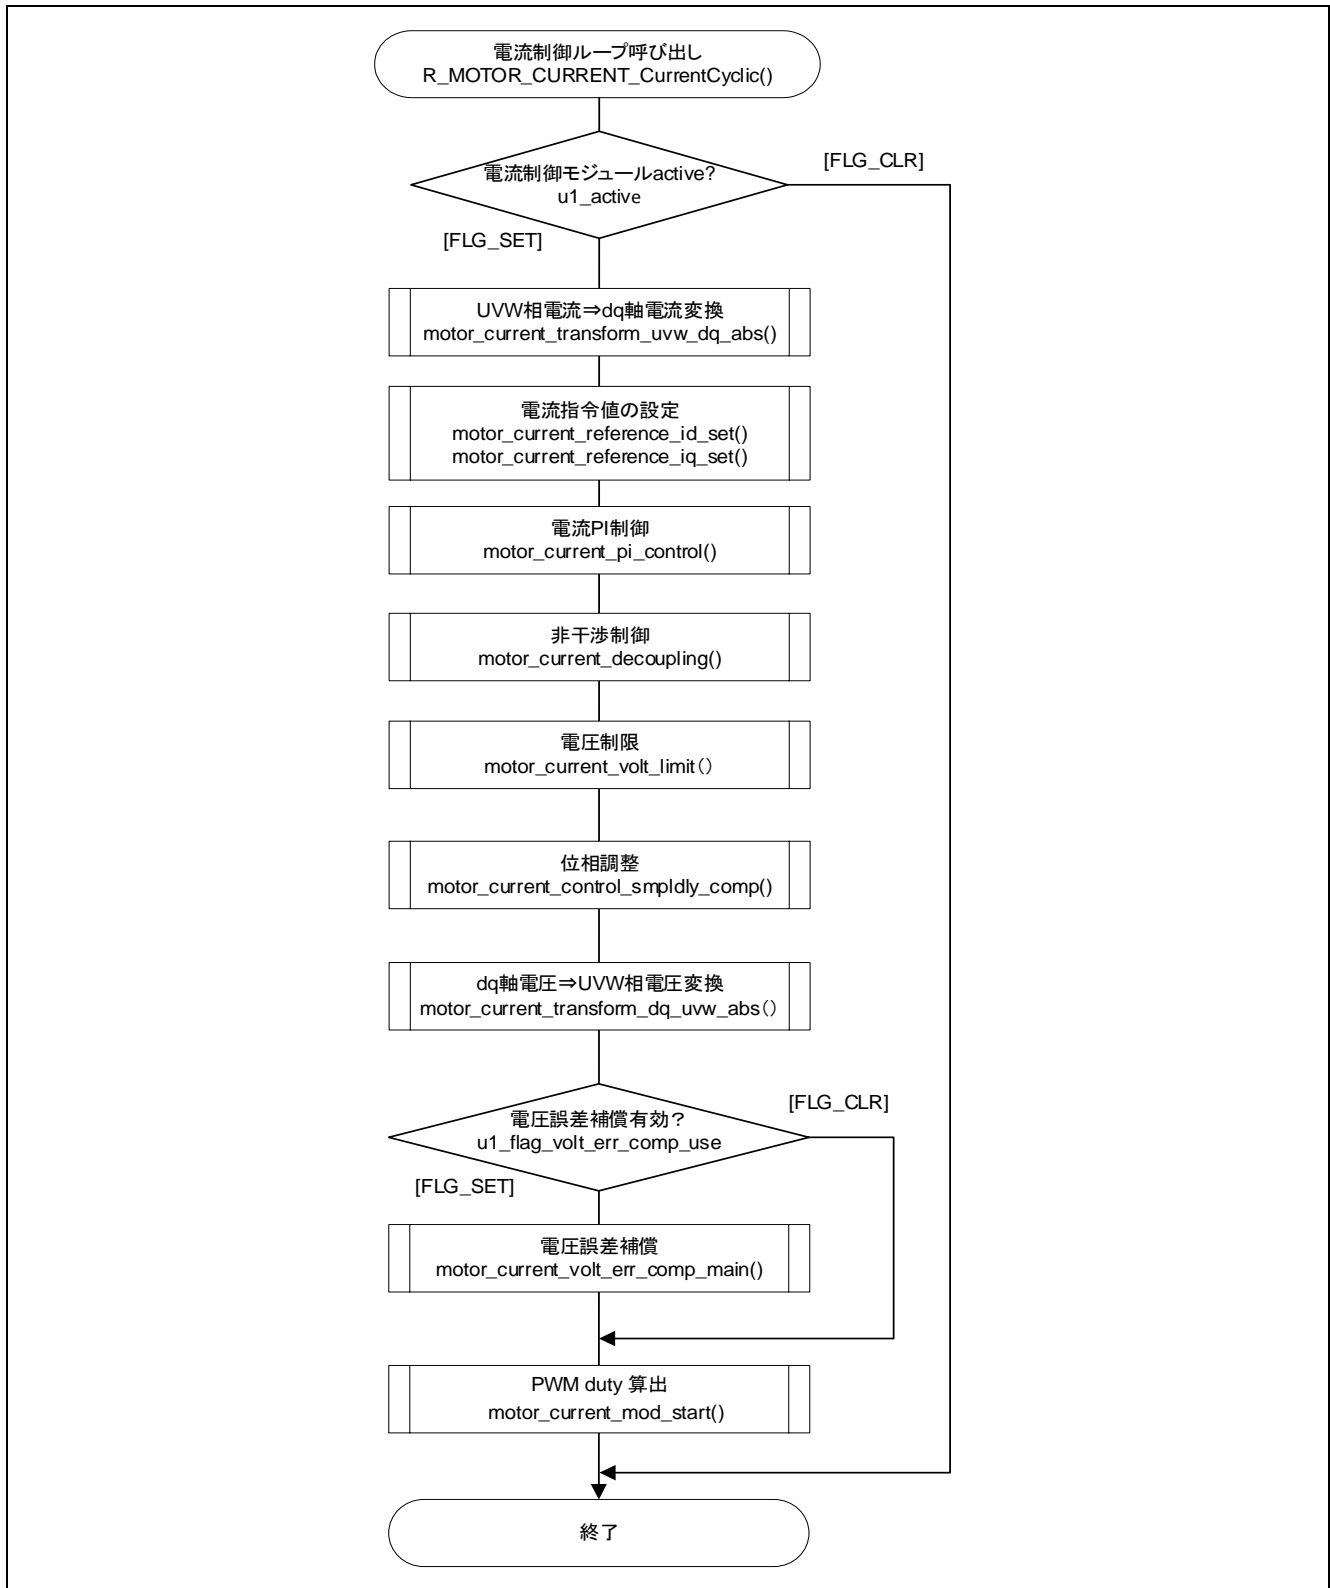 電流制御ループ呼び出し
R_MOTOR_CURRENT_CurrentCyclic()
電流制御モジュールactive?
u1_active
[FLG_CLR]
[FLG_SET]
UVW相電流⇒dq軸電流変換
motor_current_transform_uvw_dq_abs()
電流指令値の設定
motor_current_reference_id_set()
motor_current_reference_iq_set()
電流PI制御
motor_current_pi_control()
非干渉制御
motor_current_decoupling()
電圧制限
motor_current_volt_limit()
位相調整
motor_current_control_smpldly_comp()
dq軸電圧⇒UVW相電圧変換
motor_current_transform_dq_uvw_abs()
電圧誤差補償有効?
u1_flag_volt_err_comp_use
[FLG_CLR]
[FLG_SET]
電圧誤差補償
motor_current_volt_err_comp_main()
PWM duty 算出
motor_current_mod_start()
終了